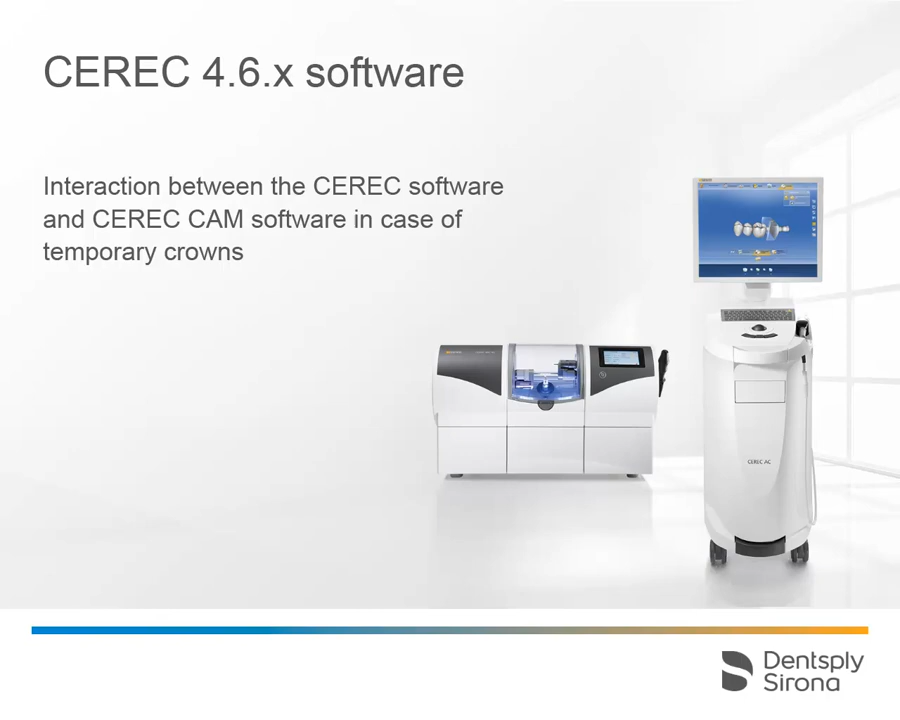 CEREC 4.6.x software
Interaction between the CEREC software
and CEREC CAM software in case of
temporary crowns
CEREC AC
Dentsply
Sirona